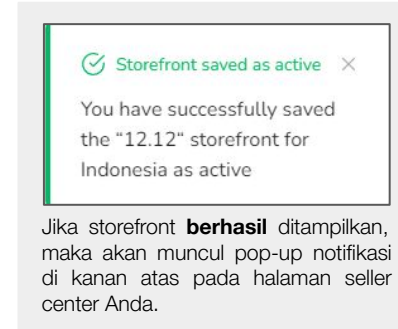 Storefront saved as active
You have successfully saved
the “12.12“ storefront for
Indonesia as active
Jika storefront berhasil ditampilkan,
maka akan muncul pop-up notifikasi
di kanan atas pada halaman seller
center Anda.